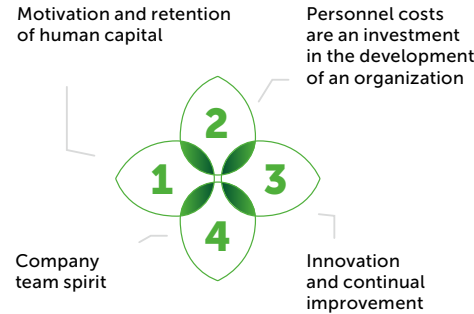 Motivation and retention
of human capital
Personnel costs
are an investment
in the development
of an organization
2
1
3
4
Company
team spirit
Innovation
and continual
improvement